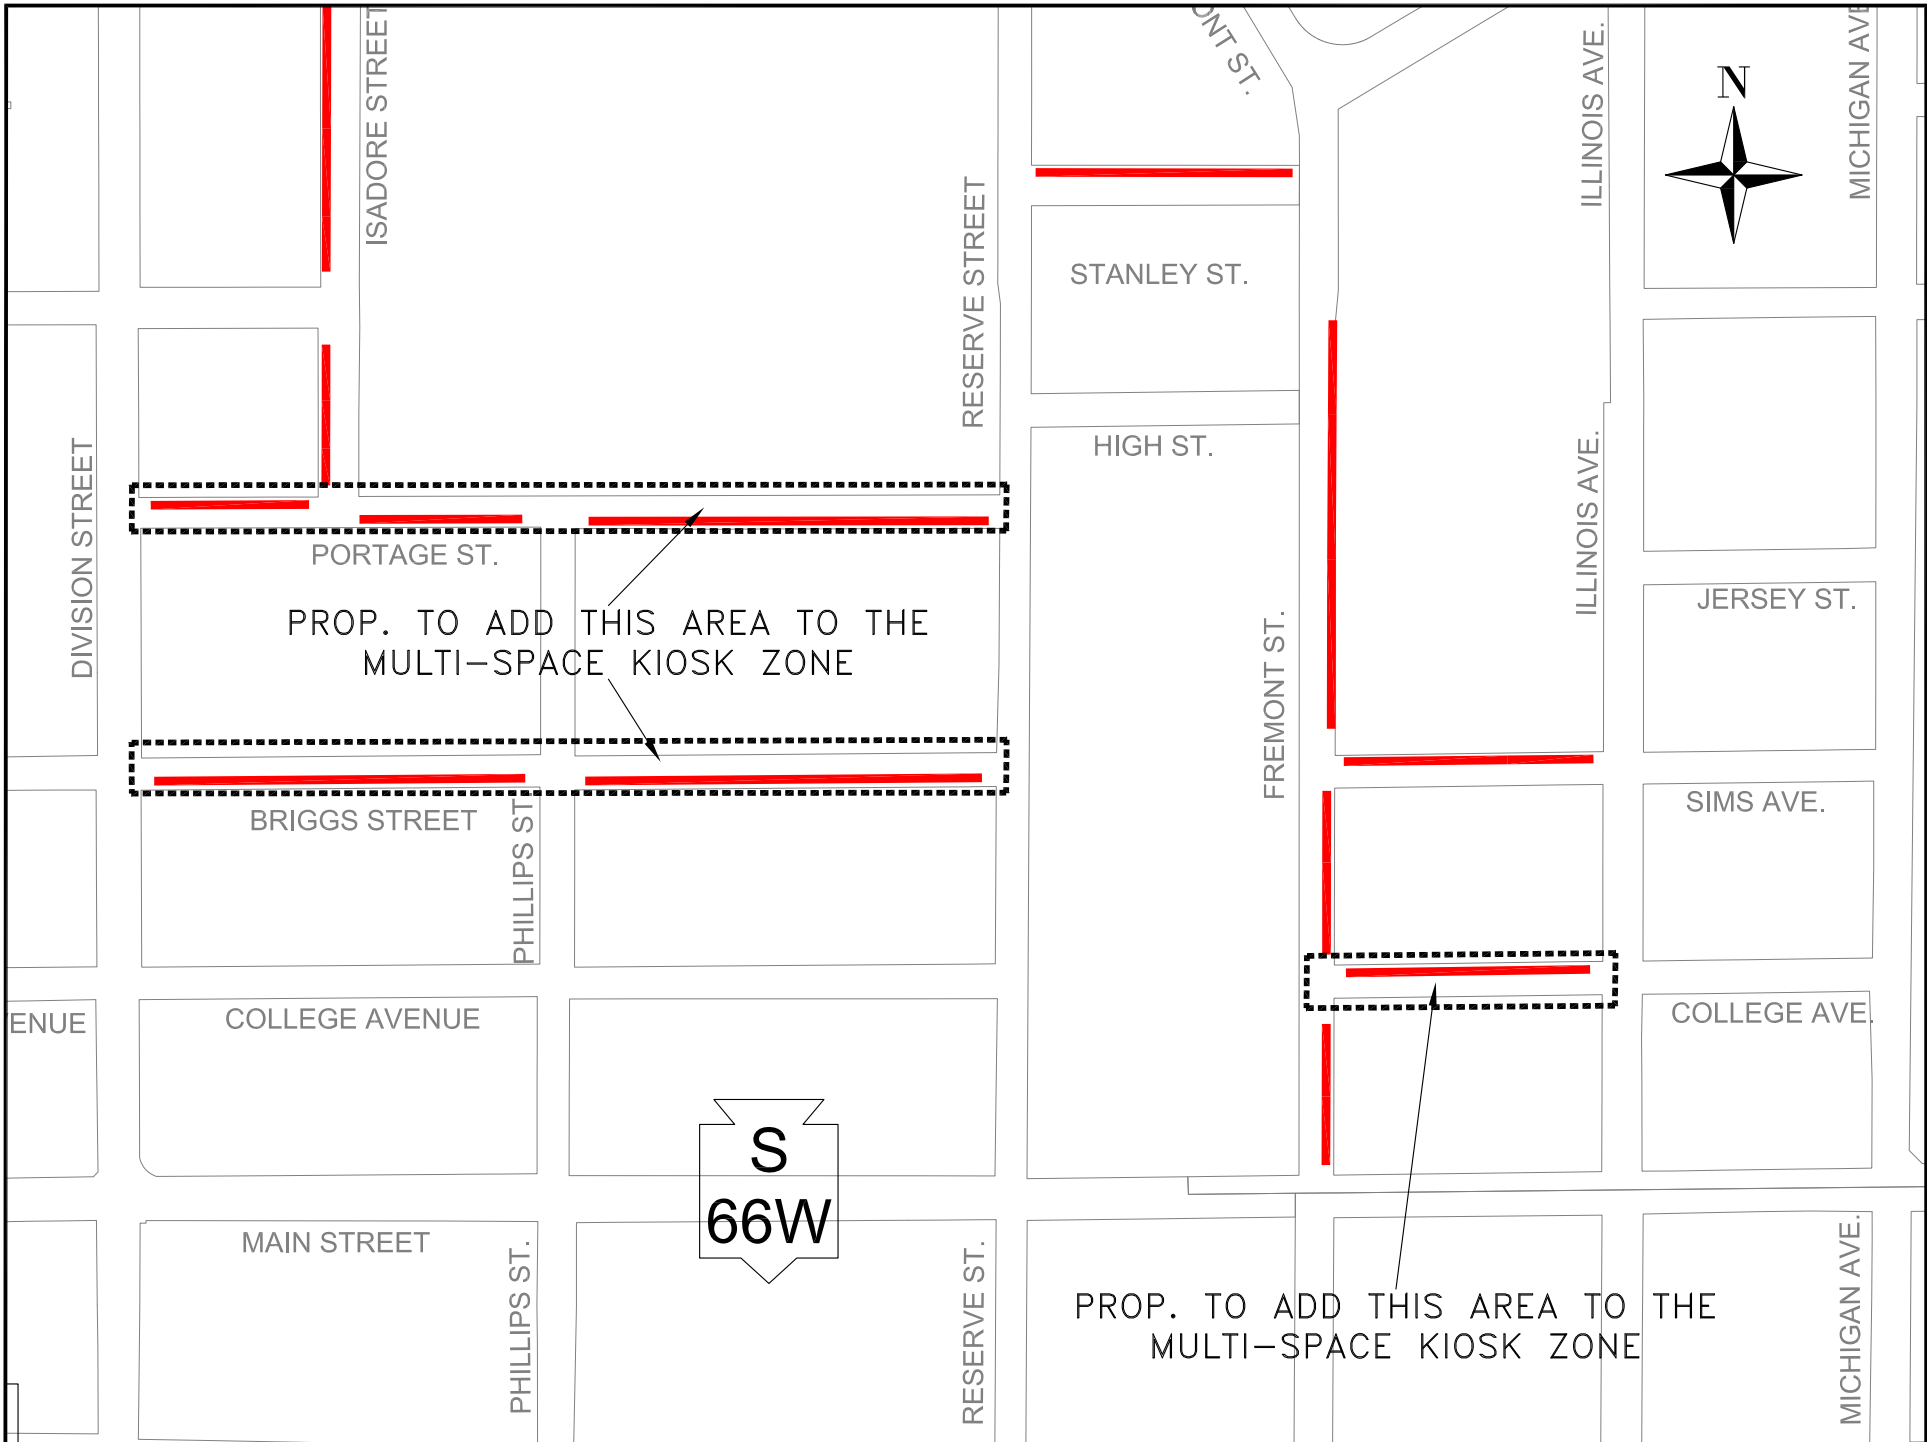 ISADORE STREET
ONT ST.
ILLINOIS AVE.
MICHIGAN AVE
N
RESERVE STREET
STANLEY ST.
HIGH ST.
DIVISION STREET
ILLINOIS AVE.
PORTAGE ST.
JERSEY ST.
PROP. TO ADD THIS AREA TO THE
MULTI-SPACE KIOSK ZONE
FREMONT ST.
BRIGGS STREET
PHILLIPS ST.
SIMS AVE.
ENUE
COLLEGE AVENUE
COLLEGE AVE.
S
66W
MAIN STREET
PHILLIPS ST.
RESERVE ST.
PROP. TO ADD THIS AREA TO THE
MULTI-SPACE KIOSK ZONE
MICHIGAN AVE.